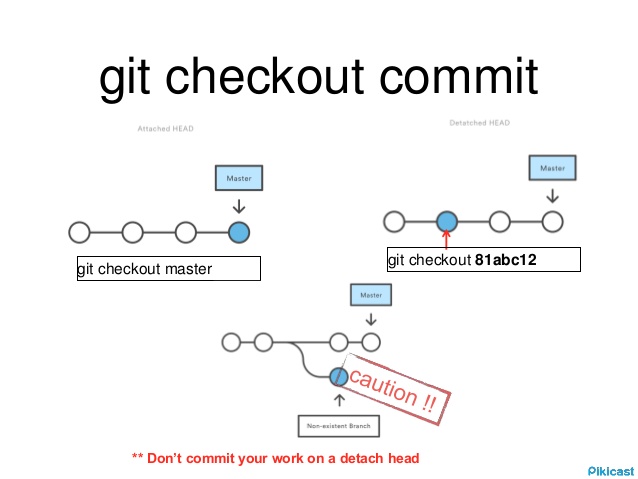 git checkout commit
Attached HEAD
Detatched HEAD
Master
Master
git checkout master
git checkout 81abc12
Master
caution !!
Non-existent Branch
** Don't commit your work on a detach head
Pikicast